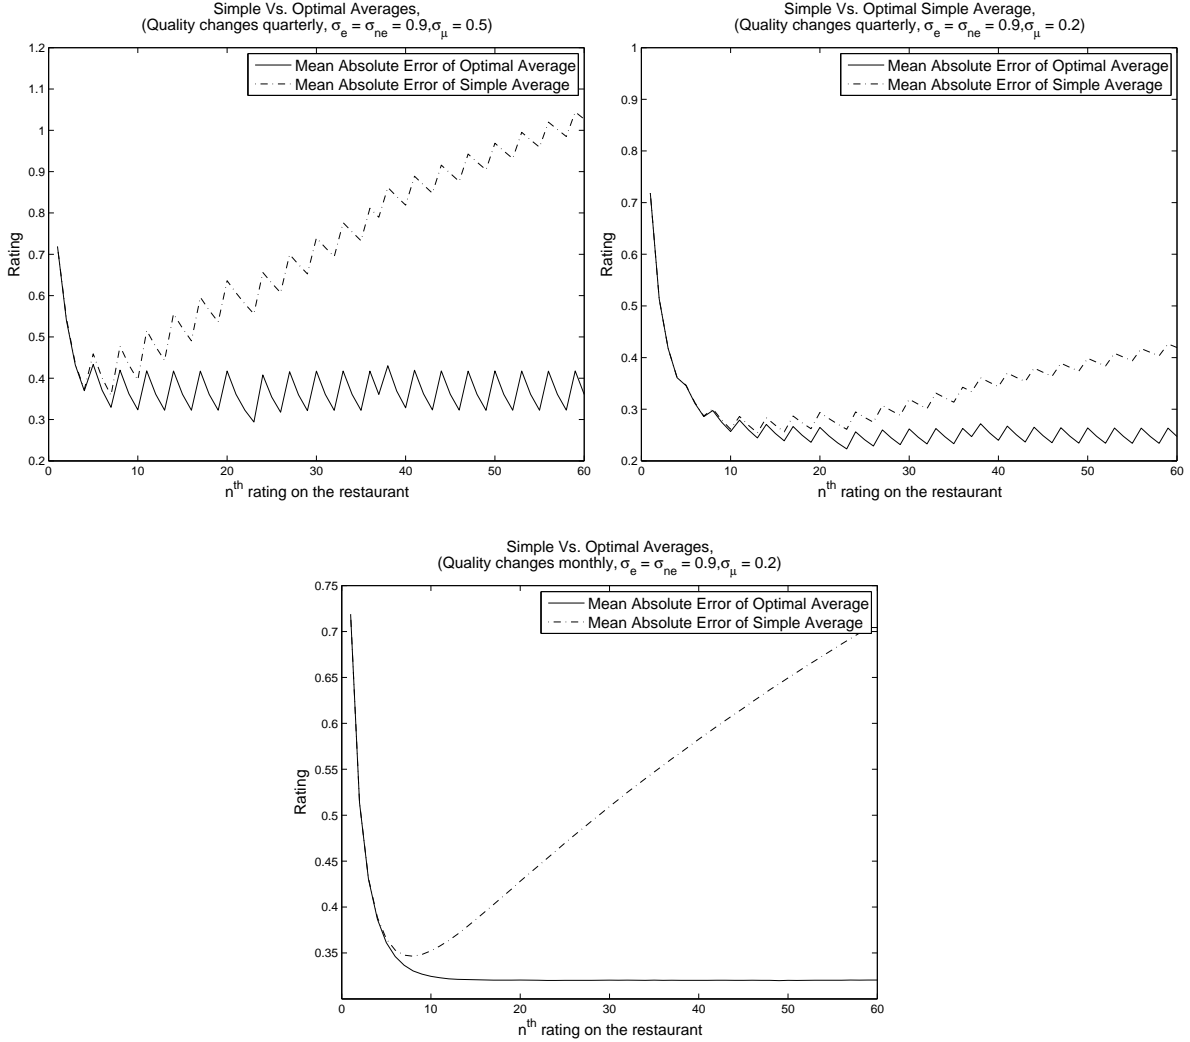 Simple Vs. Optimal Averages,
(Quality changes quarterly, σe = σne = 0.9,σμ = 0.5)
Mean Absolute Error of Optimal Average
Mean Absolute Error of Simple Average
1.2
1.1
1
0.9
0.8
0.7
0.6
0.5
0.4
0.3
0.2
Rating
0 10 20 30 40 50 60
nth rating on the restaurant
Simple Vs. Optimal Simple Average,
(Quality changes quarterly, σe = σne = 0.9,σμ = 0.2)
Mean Absolute Error of Optimal Average
Mean Absolute Error of Simple Average
1
0.9
0.8
0.7
0.6
0.5
0.4
0.3
0.2
Rating
0 10 20 30 40 50 60
nth rating on the restaurant
Simple Vs. Optimal Averages,
(Quality changes monthly, σe = σne = 0.9,σμ = 0.2)
Mean Absolute Error of Optimal Average
Mean Absolute Error of Simple Average
0.75
0.7
0.65
0.6
0.55
0.5
0.45
0.4
0.35
Rating
0 10 20 30 40 50 60
nth rating on the restaurant